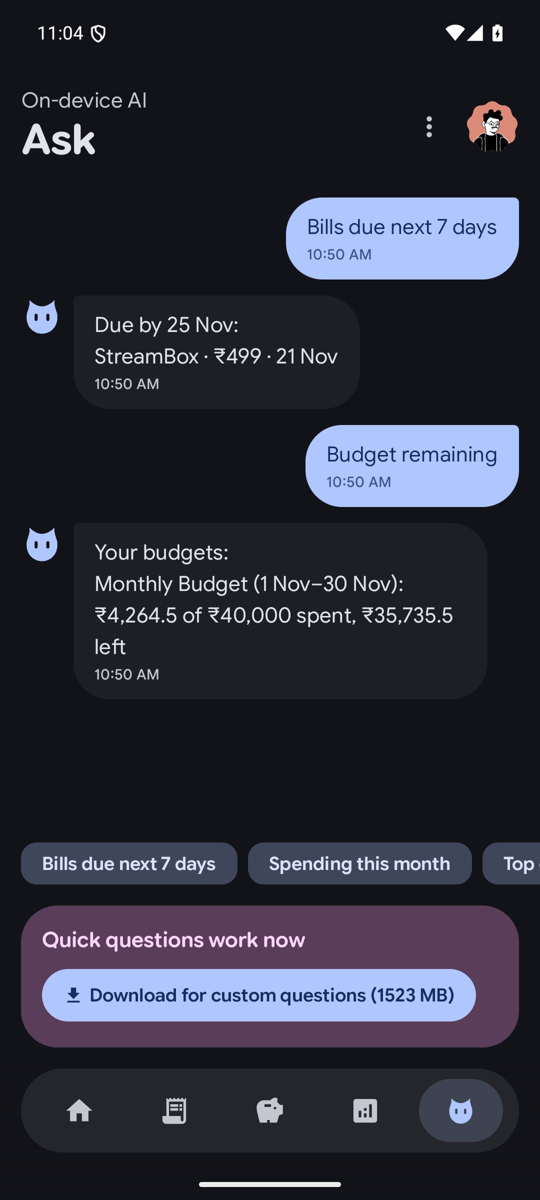 11:04
On-device AI
Ask
Bills due next 7 days
10:50 AM
Due by 25 Nov:
StreamBox · ₹499 · 21 Nov
10:50 AM
Budget remaining
10:50 AM
Your budgets:
Monthly Budget (1 Nov–30 Nov):
₹4,264.5 of ₹40,000 spent, ₹35,735.5
left
10:50 AM
Bills due next 7 days
Spending this month
Top
Quick questions work now
Download for custom questions (1523 MB)